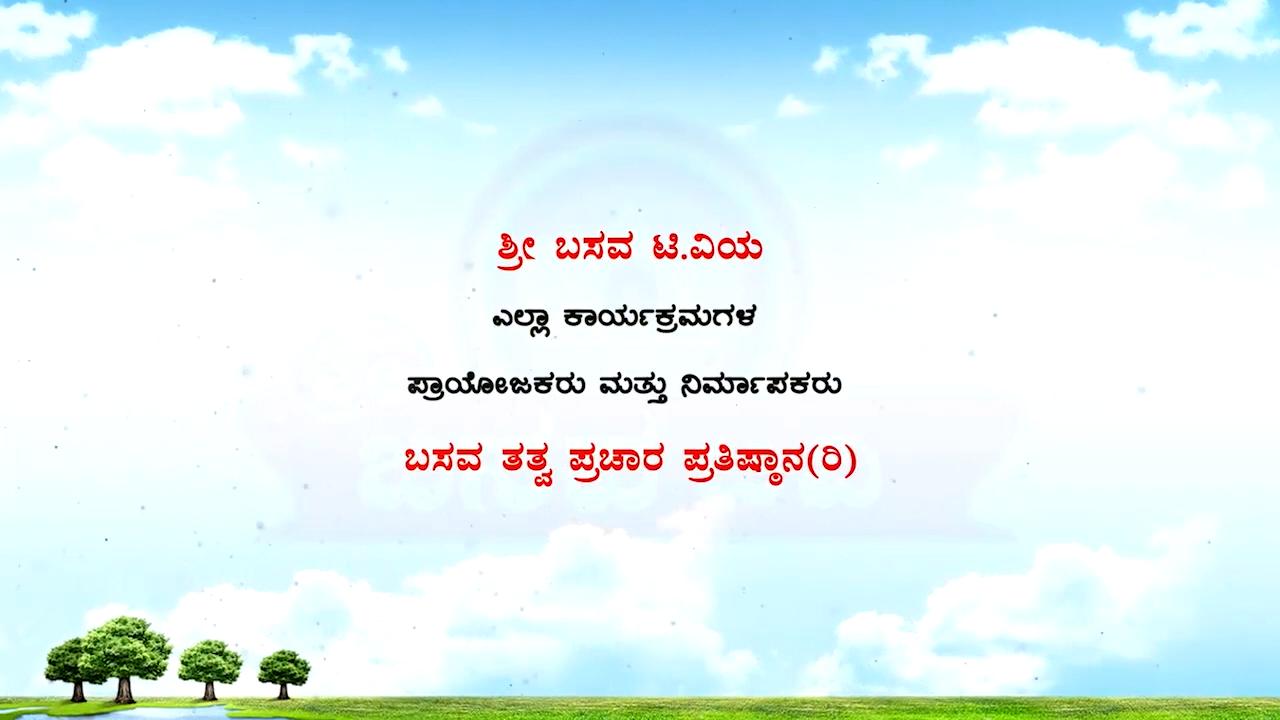 ಶ್ರೀ ಬಸವ ಟಿ.ವಿಯ
ಎಲ್ಲಾ ಕಾರ್ಯಕ್ರಮಗಳ
ಪ್ರಾಯೋಜಕರು ಮತ್ತು ನಿರ್ಮಾಪಕರು
ಬಸವ ತತ್ವ ಪ್ರಚಾರ ಪ್ರತಿಷ್ಠಾನ(ರಿ)